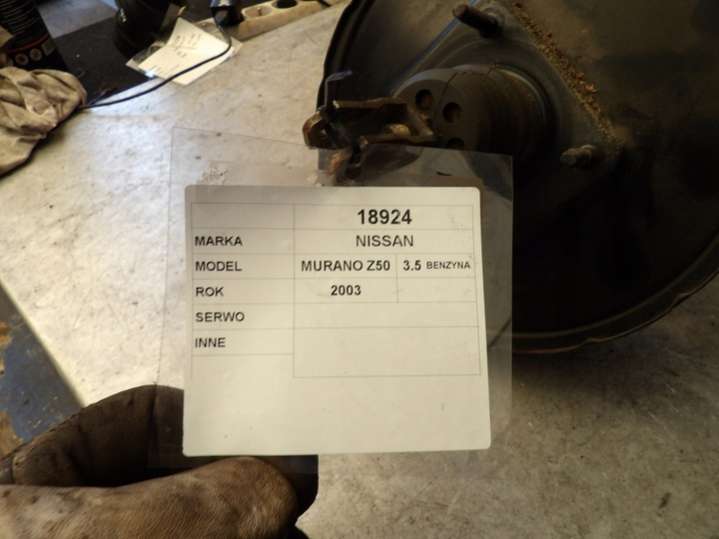 18924
MARKA NISSAN
MODEL MURANO Z50 3.5 BENZYNA
ROK 2003
SERWO
INNE